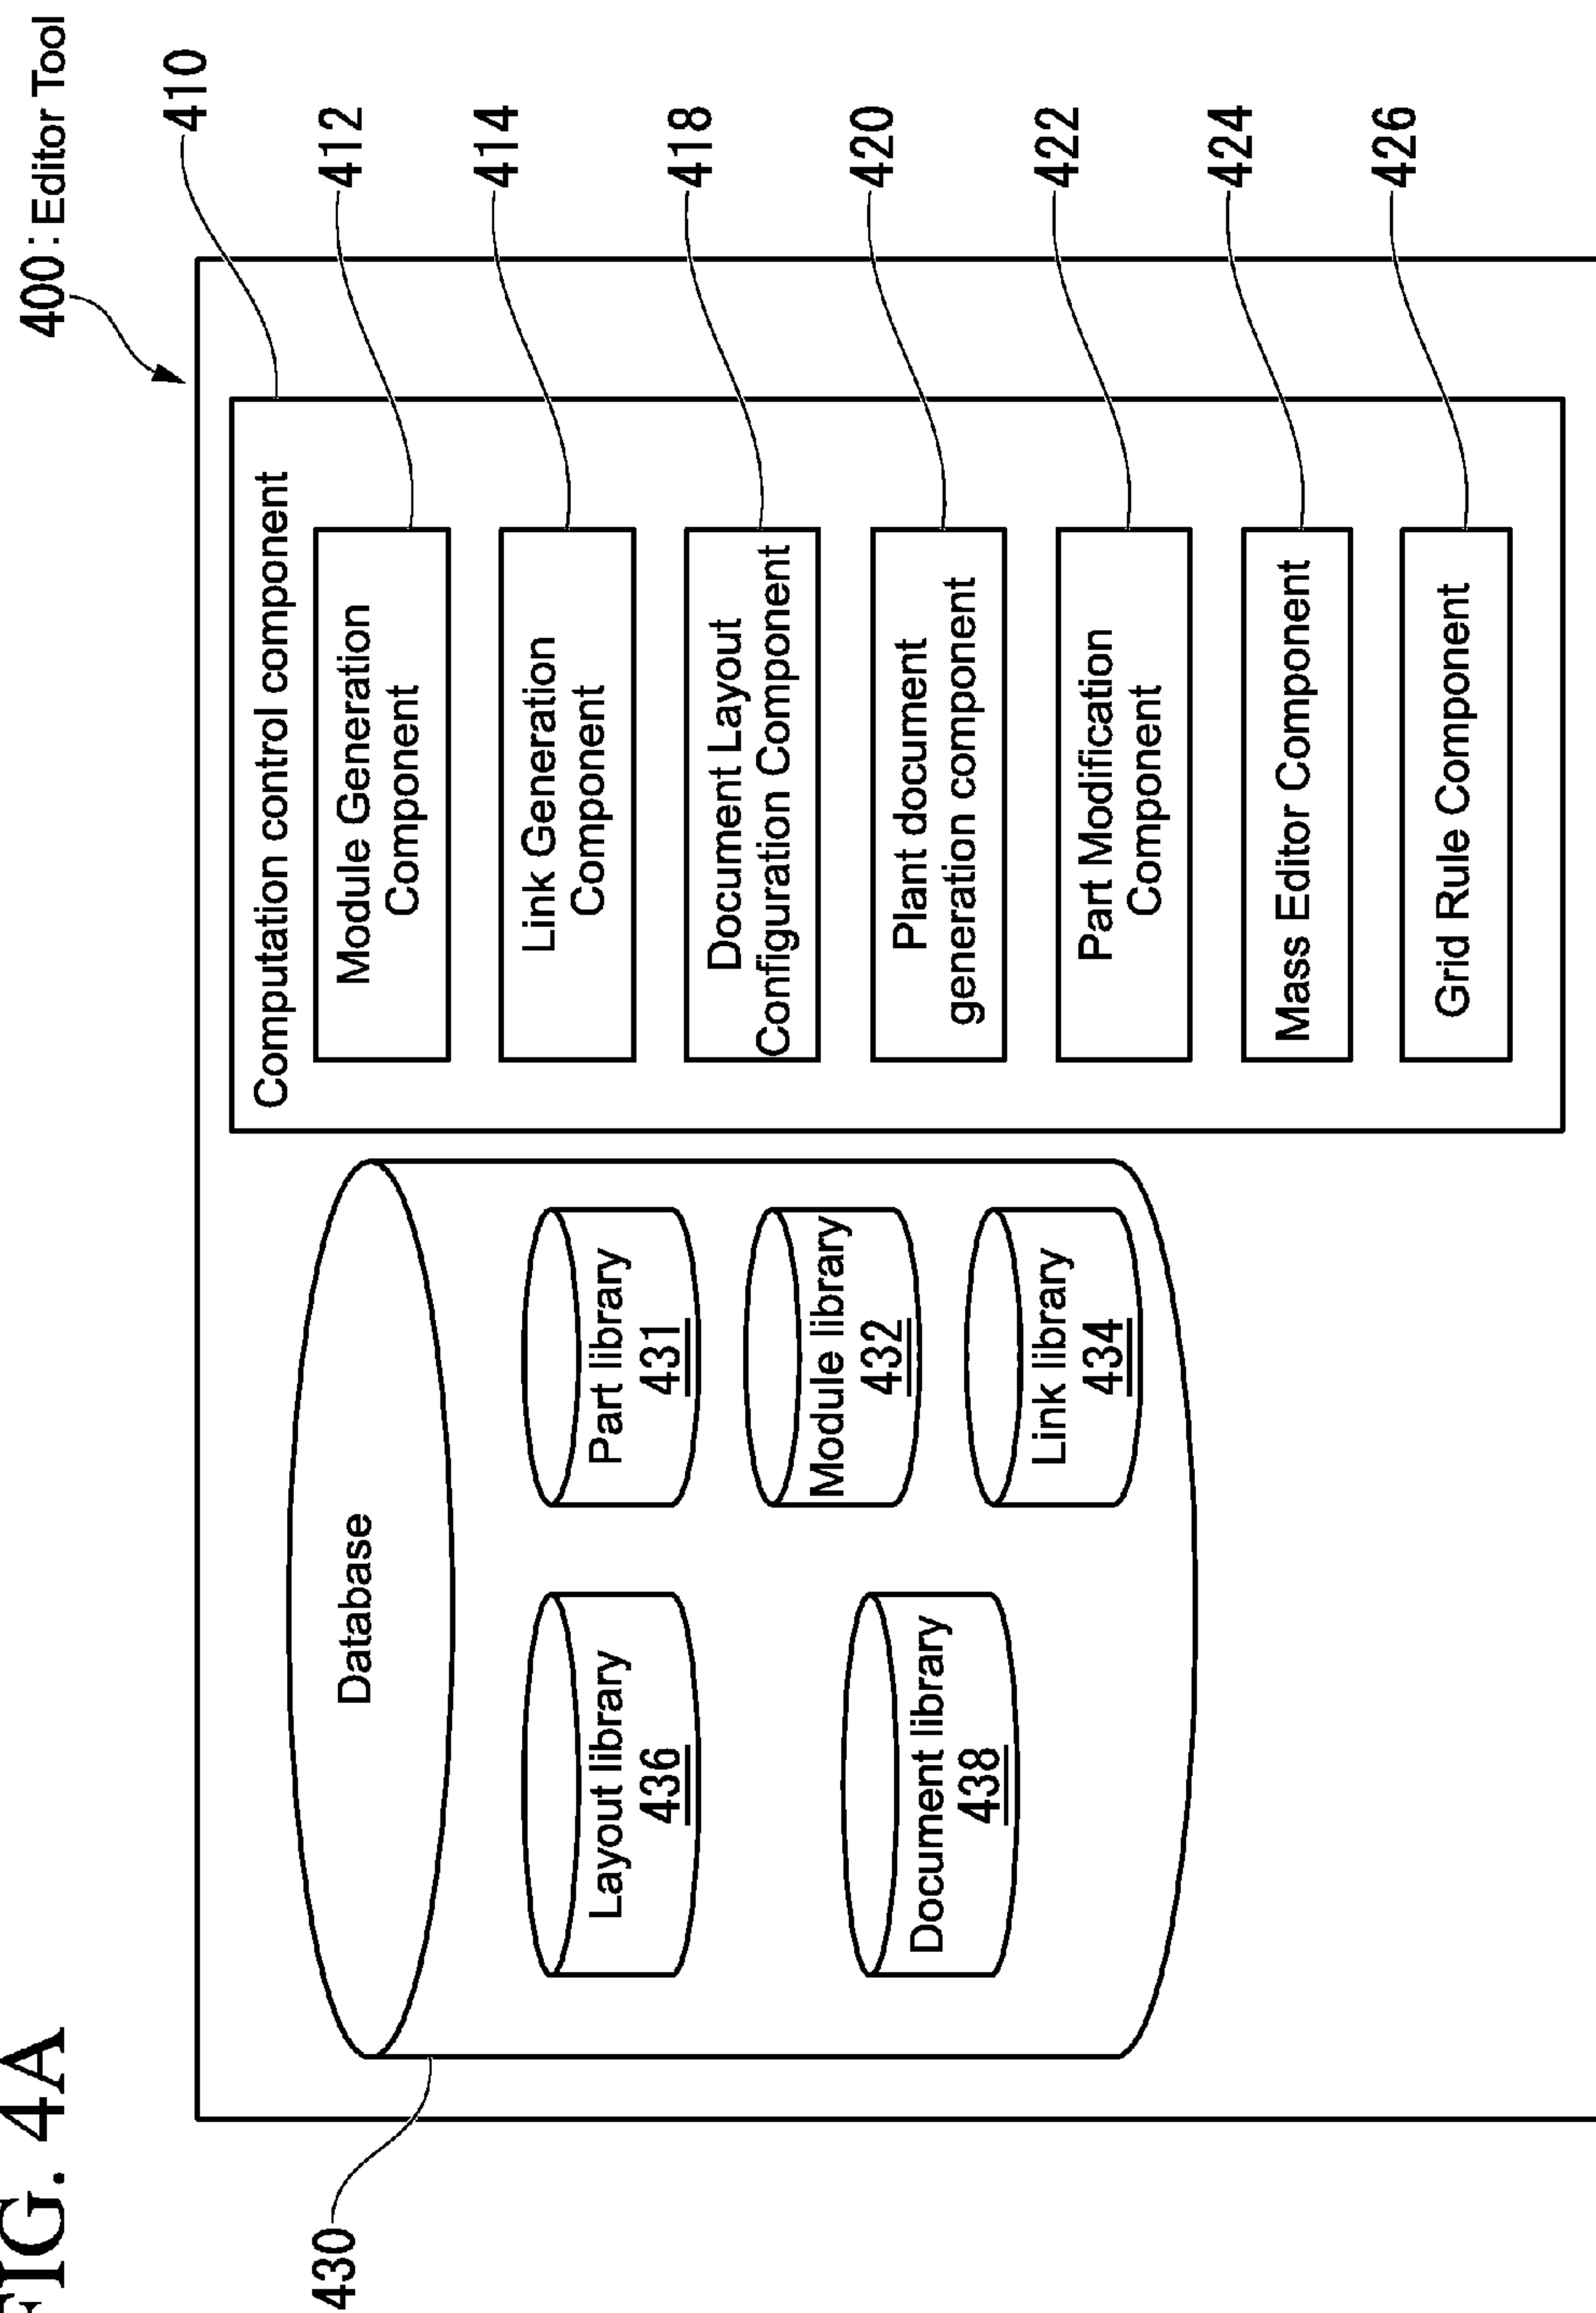 FIG. 4A
400: Editor Tool
410
430
Database
Layout library
436
Document library
438
Part library
431
Module library
432
Link library
434
Computation control component
Module Generation
Component
412
Link Generation
Component
414
Document Layout
Configuration Component
418
Plant document
generation component
420
Part Modification
Component
422
Mass Editor Component
424
Grid Rule Component
426